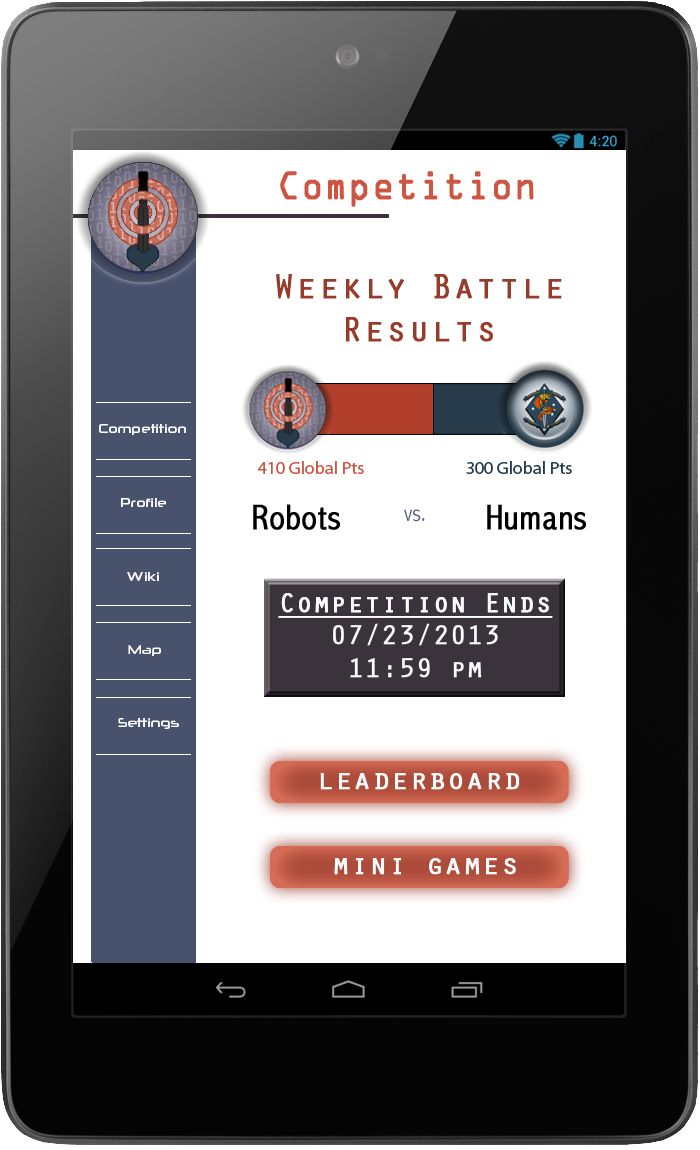 4:20
Competition
Weekly Battle
Results
410 Global Pts
300 Global Pts
Robots
vs.
Humans
Competition Ends
07/23/2013
11:59 pm
LEADERBOARD
MINI GAMES
Competition
Profile
Wiki
Map
Settings